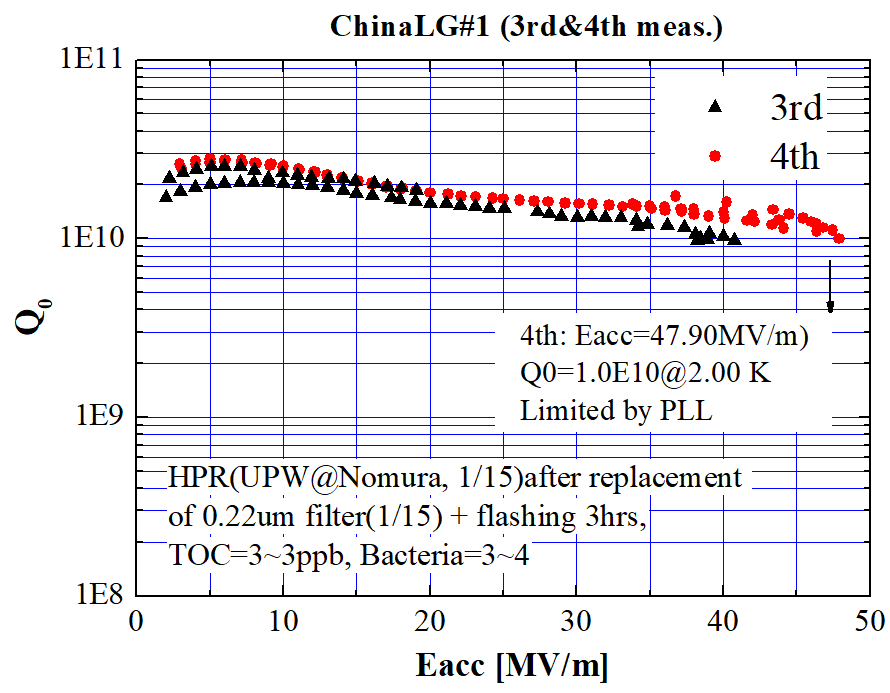 ChinaLG#1 (3rd&4th meas.)
1E11
3rd
4th
1E10
Q0
4th: Eacc=47.90MV/m)
Q0=1.0E10@2.00 K
Limited by PLL
1E9
HPR(UPW@Nomura, 1/15)after replacement
of 0.22um filter(1/15) + flashing 3hrs,
TOC=3~3ppb, Bacteria=3~4
1E8
0 10 20 30 40 50
Eacc [MV/m]